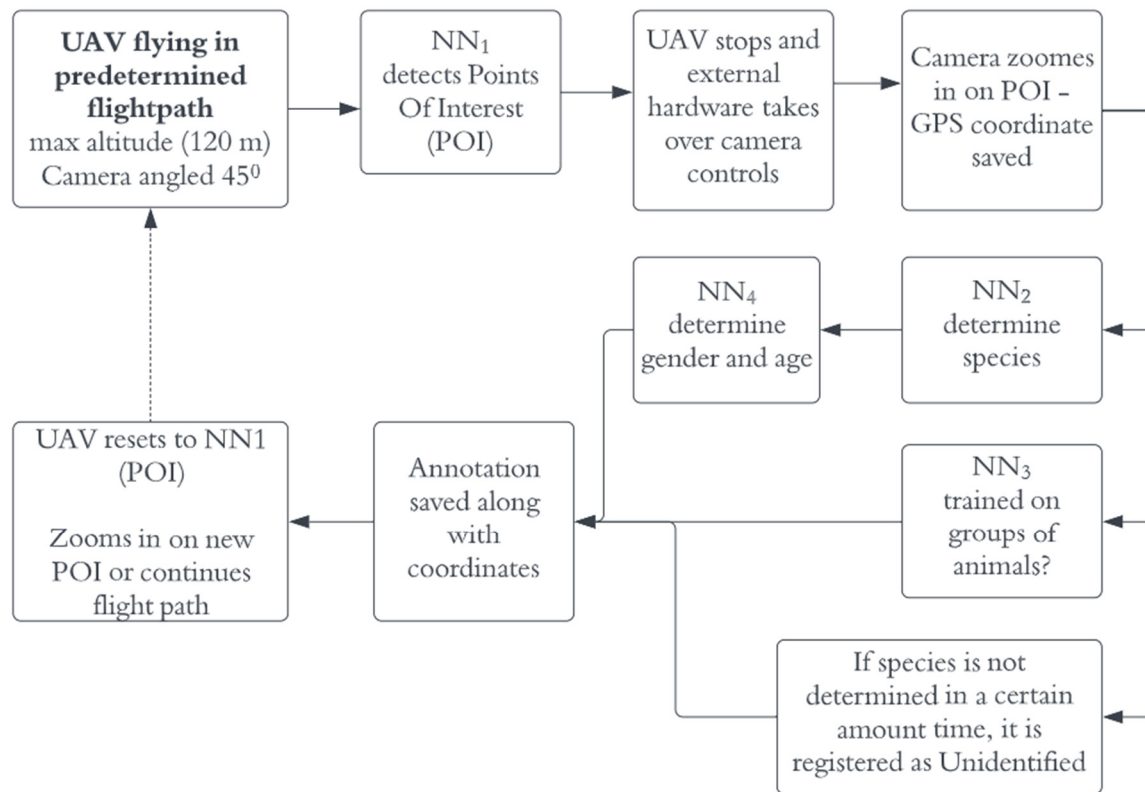 UAV flying in
predetermined
flightpath
max altitude (120 m)
Camera angled 45⁰
NN₁
detects Points
Of Interest
(POI)
UAV stops and
external
hardware takes
over camera
controls
Camera zoomes
in on POI –
GPS coordinate
saved
NN₂
determine
species
NN₄
determine
gender and age
NN₃
trained on
groups of
animals?
If species is not
determined in a certain
amount time, it is
registered as Unidentified
Annotation
saved along
with
coordinates
UAV resets to NN1
(POI)
Zooms in on new
POI or continues
flight path